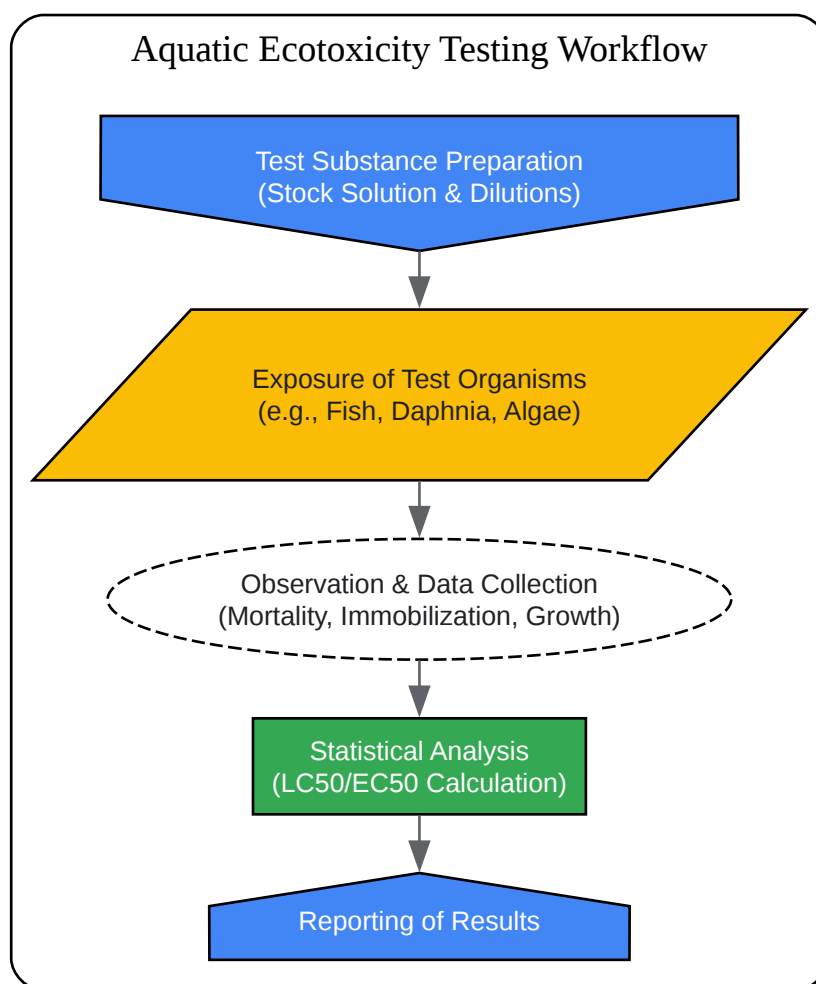 Aquatic Ecotoxicity Testing Workflow
Test Substance Preparation
(Stock Solution & Dilutions)
Exposure of Test Organisms
(e.g., Fish, Daphnia, Algae)
Observation & Data Collection
(Mortality, Immobilization, Growth)
Statistical Analysis
(LC50/EC50 Calculation)
Reporting of Results